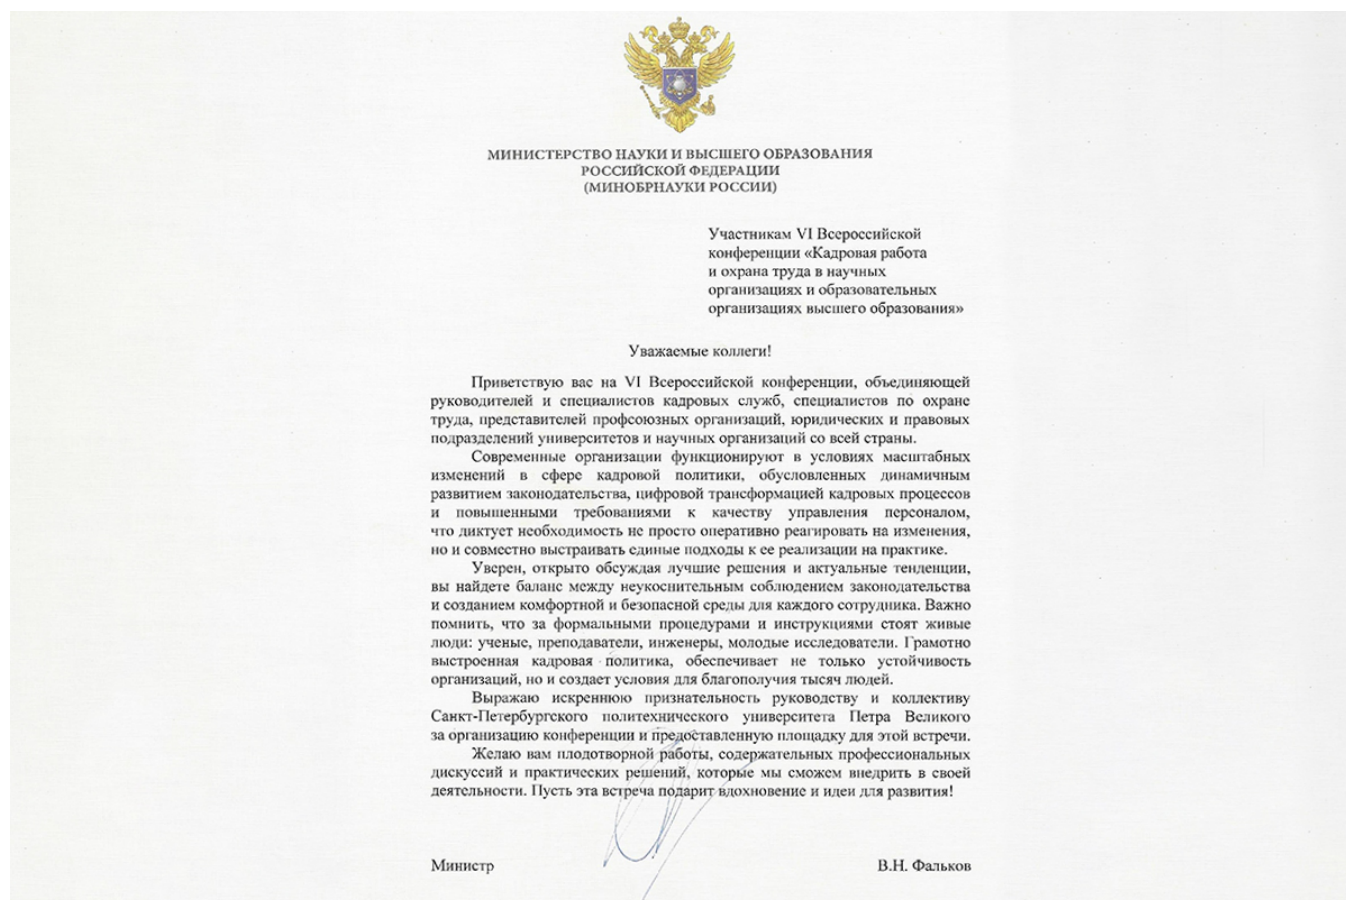 МИНИСТЕРСТВО НАУКИ И ВЫСШЕГО ОБРАЗОВАНИЯ
РОССИЙСКОЙ ФЕДЕРАЦИИ
(МИНОБРНАУКИ РОССИИ)
Участникам VI Всероссийской
конференции «Кадровая работа
и охрана труда в научных
организациях и образовательных
организациях высшего образования»
Уважаемые коллеги!
Приветствую вас на VI Всероссийской конференции, объединяющей
руководителей и специалистов кадровых служб, специалистов по охране
труда, представителей профсоюзных организаций, юридических и правовых
подразделений университетов и научных организаций со всей страны.
Современные организации функционируют в условиях масштабных
изменений в сфере кадровой политики, обусловленных динамичным
развитием законодательства, цифровой трансформацией кадровых процессов
и повышенными требованиями к качеству управления персоналом,
что диктует необходимость не просто оперативно реагировать на изменения,
но и совместно выстраивать единые подходы к ее реализации на практике.
Уверен, открыто обсуждая лучшие решения и актуальные тенденции,
вы найдете баланс между неукоснительным соблюдением законодательства
и созданием комфортной и безопасной среды для каждого сотрудника. Важно
помнить, что за формальными процедурами и инструкциями стоят живые
люди: ученые, преподаватели, инженеры, молодые исследователи. Грамотно
выстроенная кадровая политика, обеспечивает не только устойчивость
организаций, но и создает условия для благополучия тысяч людей.
Выражаю искреннюю признательность руководству и коллективу
Санкт-Петербургского политехнического университета Петра Великого
за организацию конференции и предоставленную площадку для этой встречи.
Желаю вам плодотворной работы, содержательных профессиональных
дискуссий и практических решений, которые мы сможем внедрить в своей
деятельности. Пусть эта встреча подарит вдохновение и идеи для развития!
Министр В.Н. Фальков